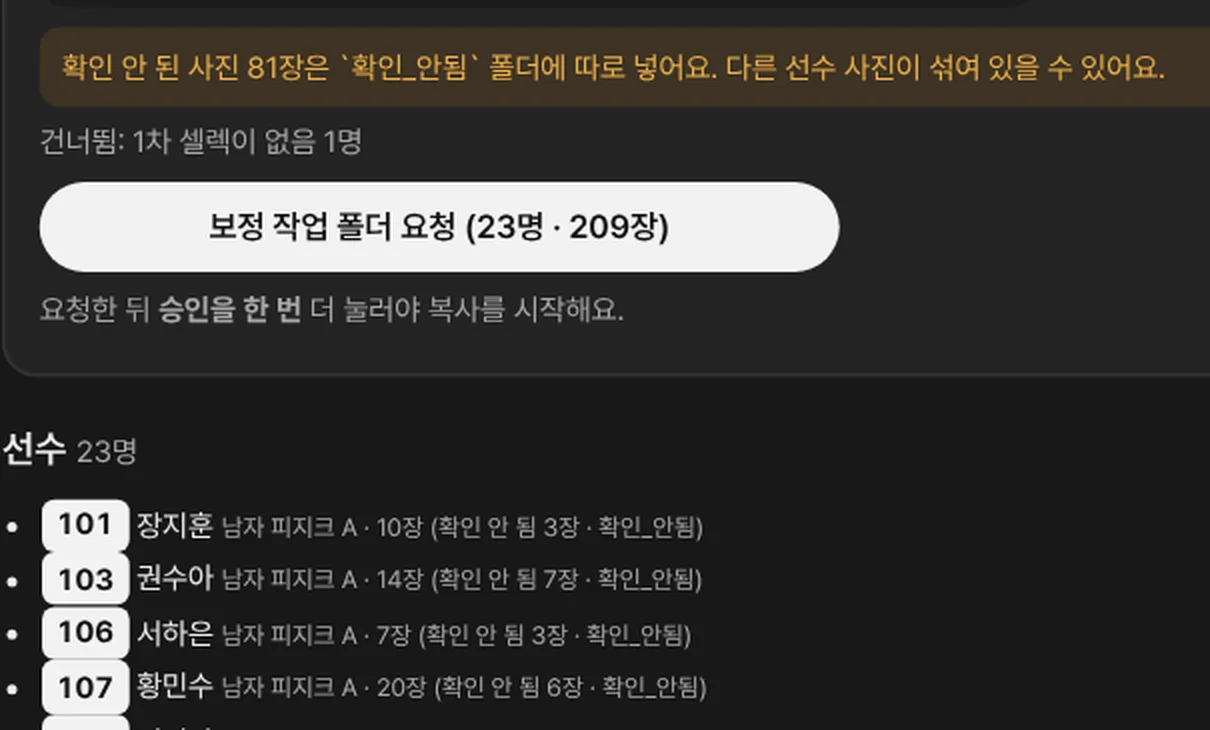 확인 안 된 사진 81장은 `확인_안됨` 폴더에 따로 넣어요. 다른 선수 사진이 섞여 있을 수 있어요.
건너뜀: 1차 셀렉이 없음 1명
보정 작업 폴더 요청 (23명 · 209장)
요청한 뒤 승인을 한 번 더 눌러야 복사를 시작해요.
선수 23명
• 101 장지훈 남자 피지크 A · 10장 (확인 안 됨 3장 · 확인_안됨)
• 103 권수아 남자 피지크 A · 14장 (확인 안 됨 7장 · 확인_안됨)
• 106 서하은 남자 피지크 A · 7장 (확인 안 됨 3장 · 확인_안됨)
• 107 황민수 남자 피지크 A · 20장 (확인 안 됨 6장 · 확인_안됨)